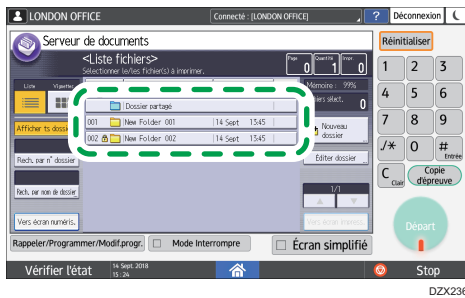 LONDON OFFICE
Connecté : [LONDON OFFICE]
?
Déconnexion
Serveur de documents
Réinitialiser
<Liste fichiers>
Sélectionner le/les fichier(s) à imprimer.
Page
0
Quantité
1
Impr.
0
Liste
Vignettes
Mémoire : 99%
sélect.
0
Dossier partagé
001 New Folder 001 14 Sept 13:45
002 New Folder 002 14 Sept 13:45
Afficher ts
Nouveau
dossier
Rech. par n° dossier
Editer dossier
Rech. par nom de dossier
1/1
Vers écran numéris.
Vers écran
Rappeler/Programmer/Modif.progr.
Mode Interrompre
Écran simplifié
1
2
3
4
5
6
7
8
9
./*
0
#
Entrée
C
Clair
Copie
d'épreuve
Départ
Vérifier l'état
14 Sept. 2018
15 : 24
Stop
DZX236